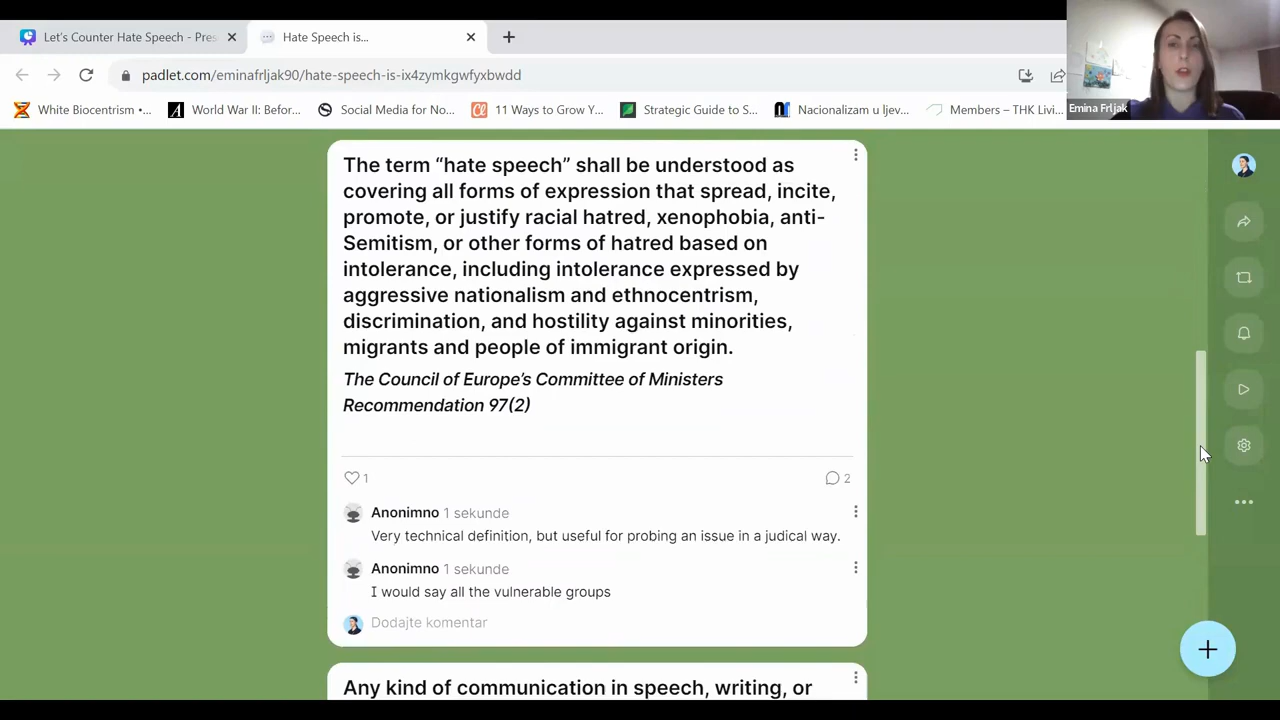 Let's Counter Hate Speech - Pres
Hate Speech is...
padlet.com/eminafrljak90/hate-speech-is-ix4zymkgwfyxbwdd
Emina Frljak
White Biocentrism •...
World War II: Befor...
Social Media for No...
11 Ways to Grow Y...
Strategic Guide to S...
Nacionalizam u ljev...
Members – THK Livi...
The term “hate speech” shall be understood as
covering all forms of expression that spread, incite,
promote, or justify racial hatred, xenophobia, anti-
Semitism, or other forms of hatred based on
intolerance, including intolerance expressed by
aggressive nationalism and ethnocentrism,
discrimination, and hostility against minorities,
migrants and people of immigrant origin.
The Council of Europe’s Committee of Ministers
Recommendation 97(2)
1
2
Anonimno 1 sekunde
Very technical definition, but useful for probing an issue in a judical way.
Anonimno 1 sekunde
I would say all the vulnerable groups
Dodajte komentar
Any kind of communication in speech, writing, or